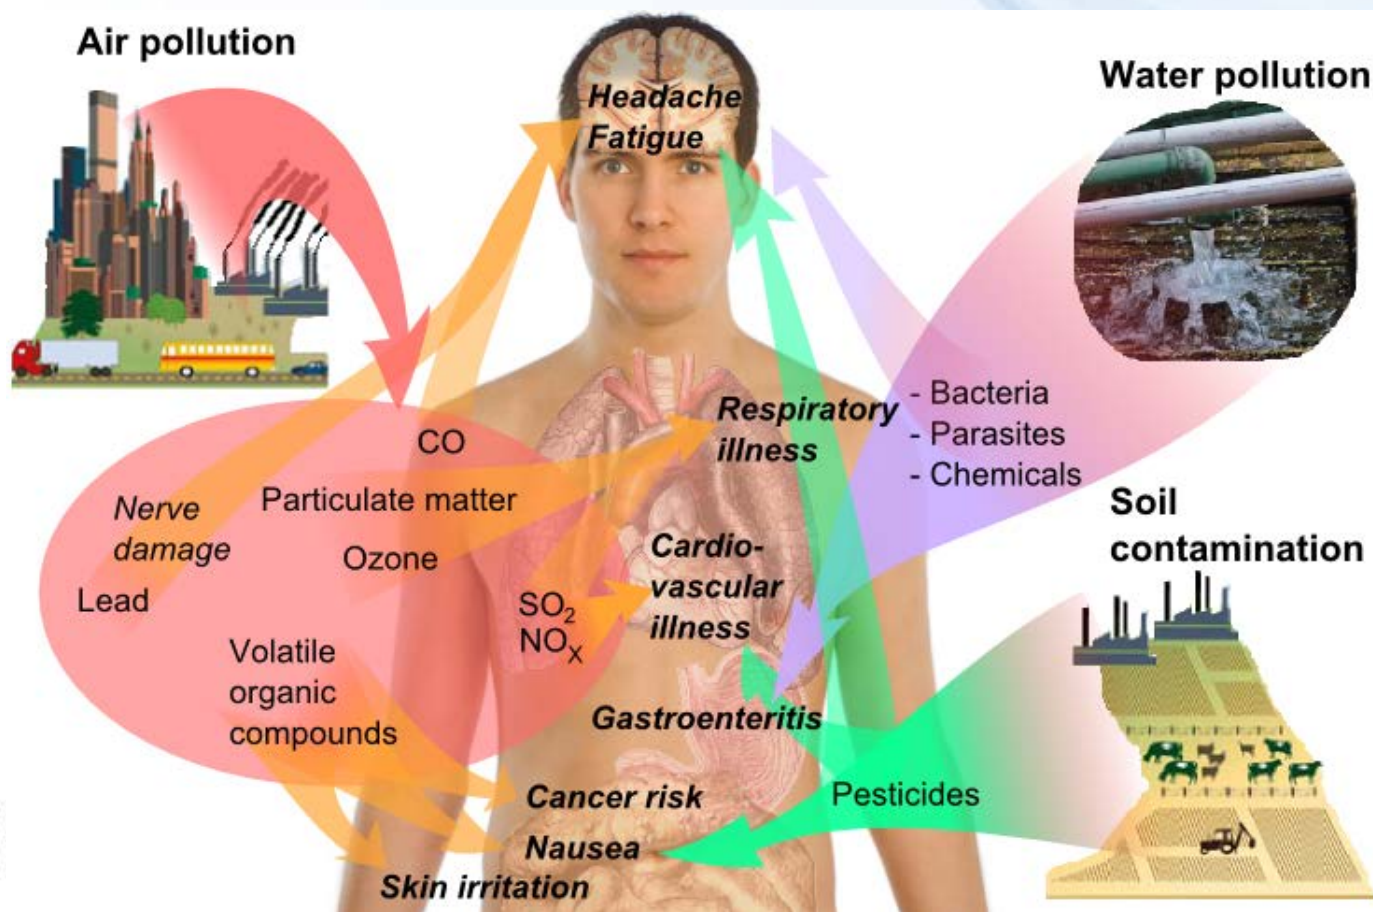 Air pollution
Water pollution
Headache
Fatigue
CO
Particulate matter
Nerve
damage
Ozone
Lead
SO₂
NOₓ
Volatile
organic
compounds
Respiratory
illness
Cardio-
vascular
illness
Gastroenteritis
Cancer risk
Nausea
Skin irritation
- Bacteria
- Parasites
- Chemicals
Soil
contamination
Pesticides